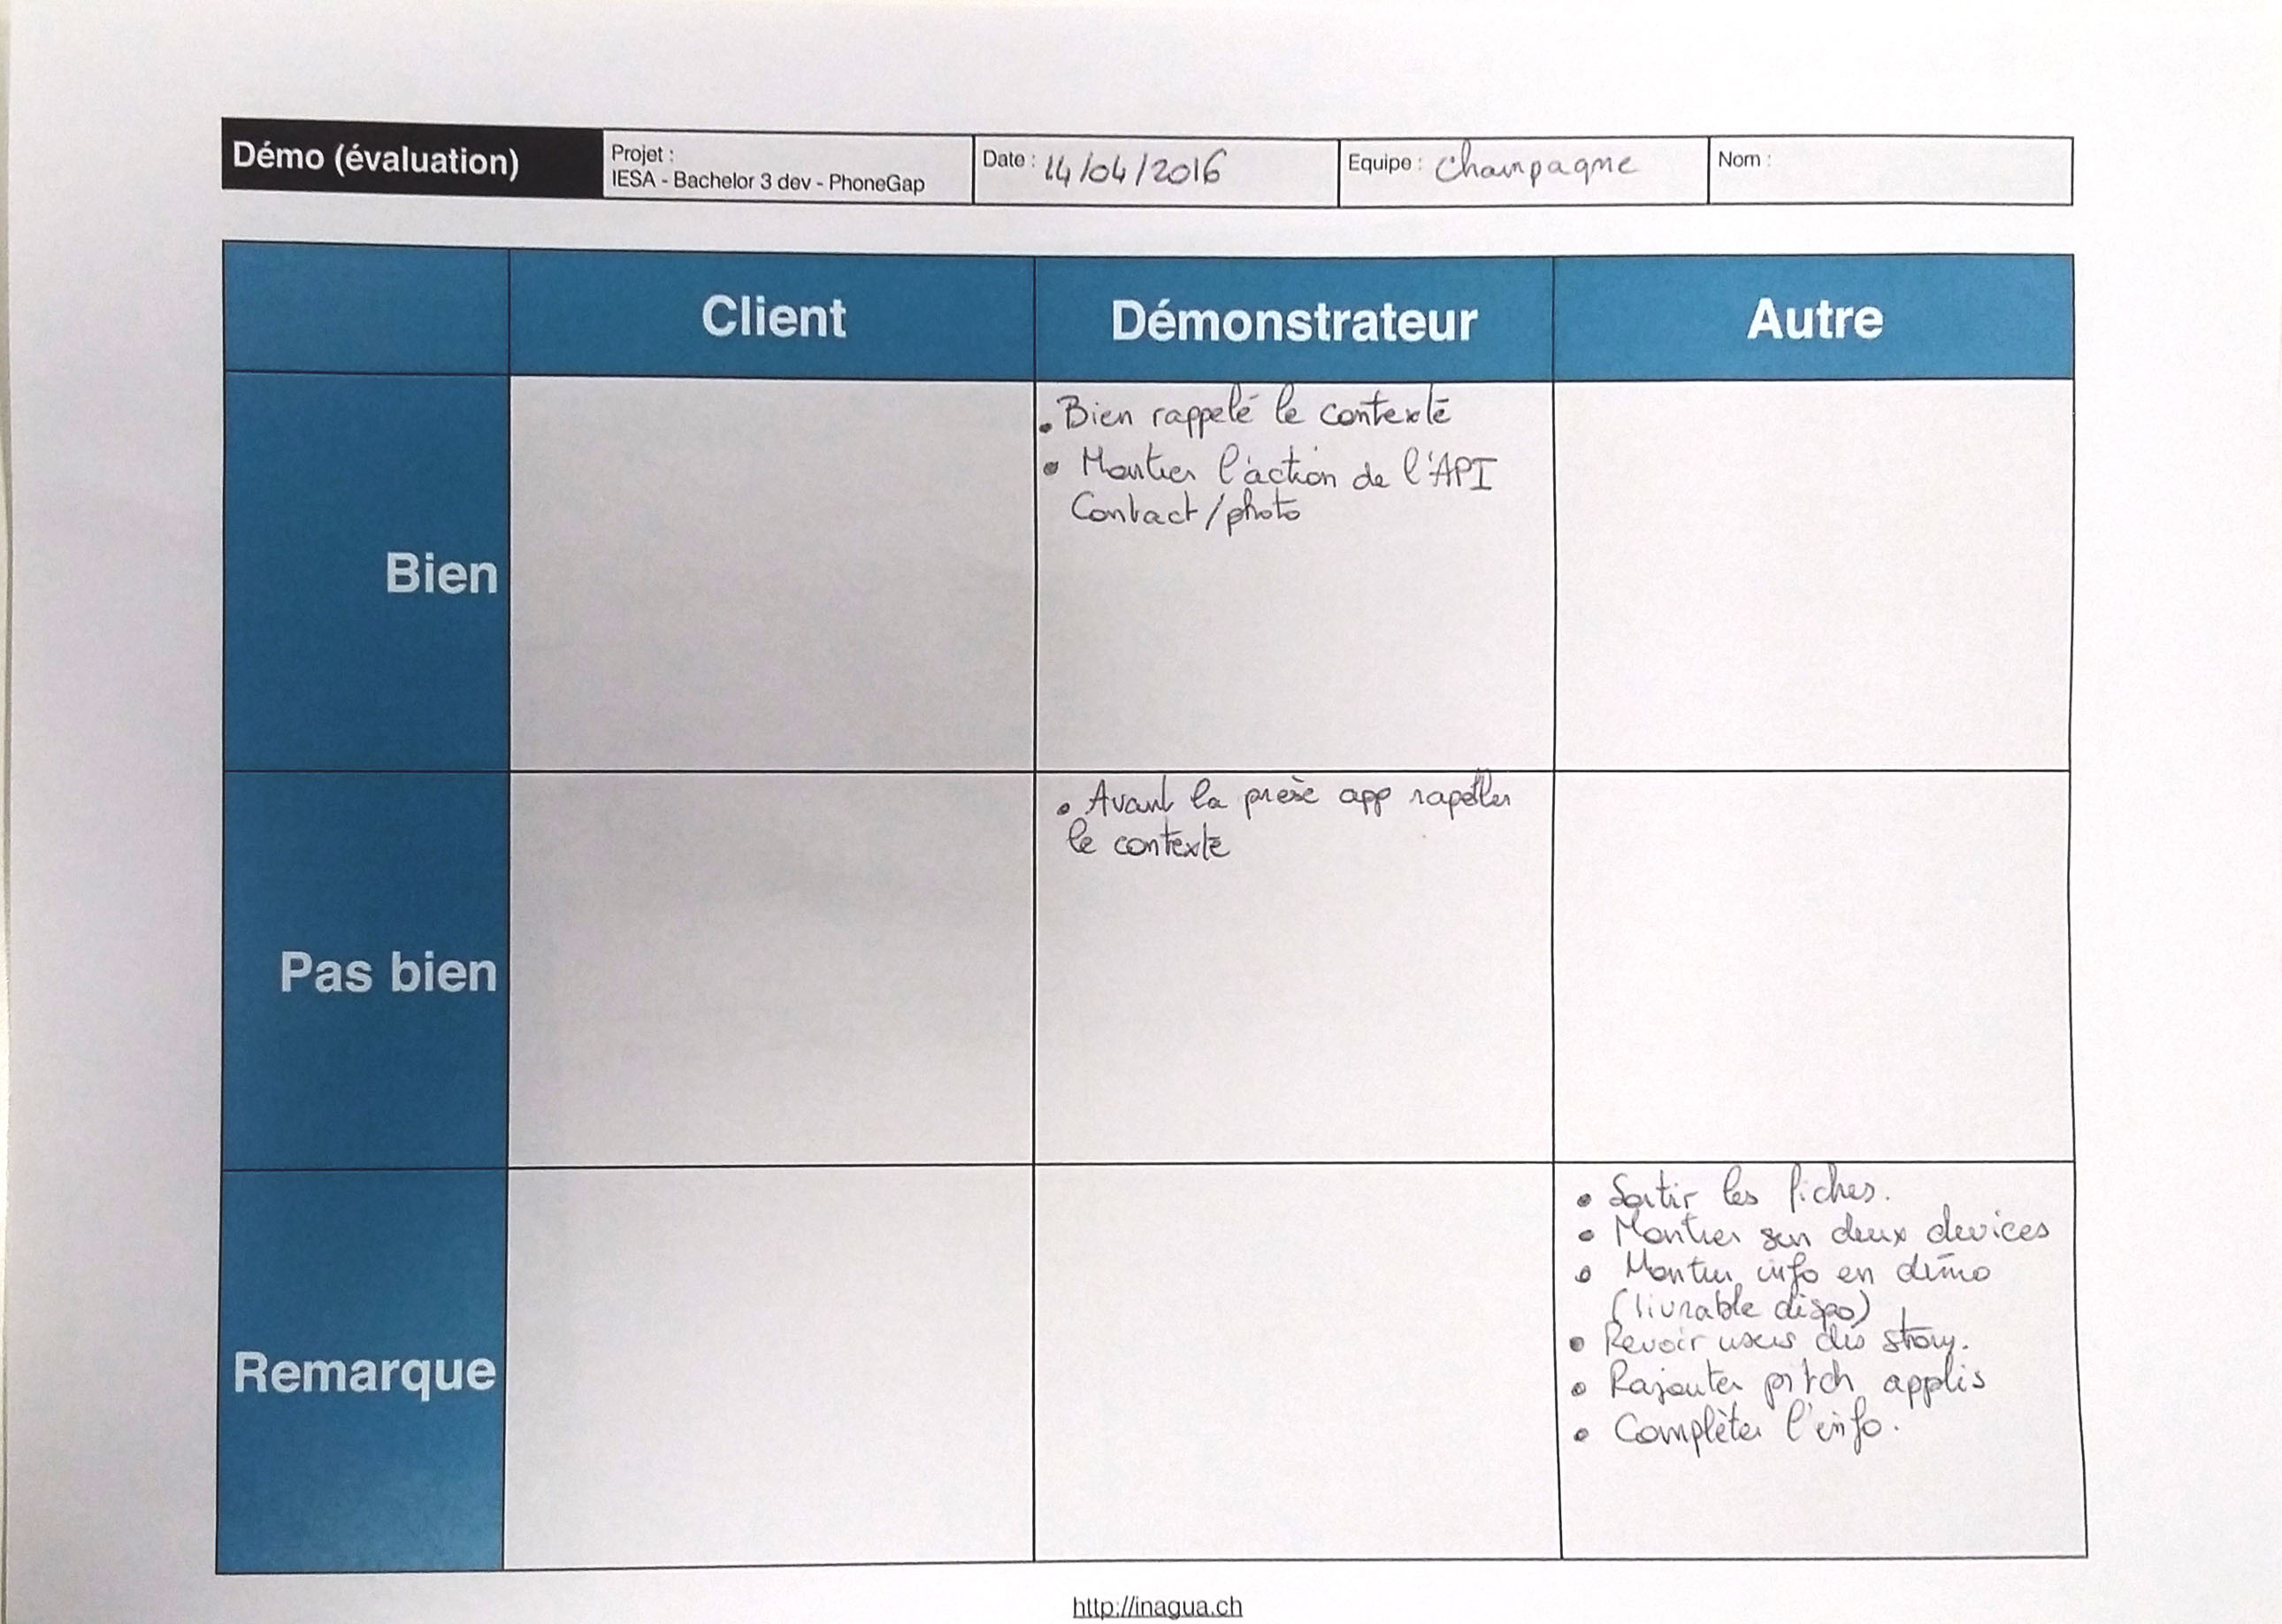 Démo (évaluation)
Projet :
IESA - Bachelor 3 dev - PhoneGap
Date : 14/04/2016
Equipe : Champagne
Nom :
Client
Démonstrateur
Autre
Bien
• Bien rappelé le contexte
• Montrer l'action de l'API
Contact/photo
Pas bien
• Avant la prése app rapeller
le contexte
Remarque
• Sortir les fiches.
• Montrer sur deux devices
• Montrer info en démo
(livrable dispo)
• Revoir users des story.
• Rajouter pitch applis
• Complèter l'info.
http://inagua.ch